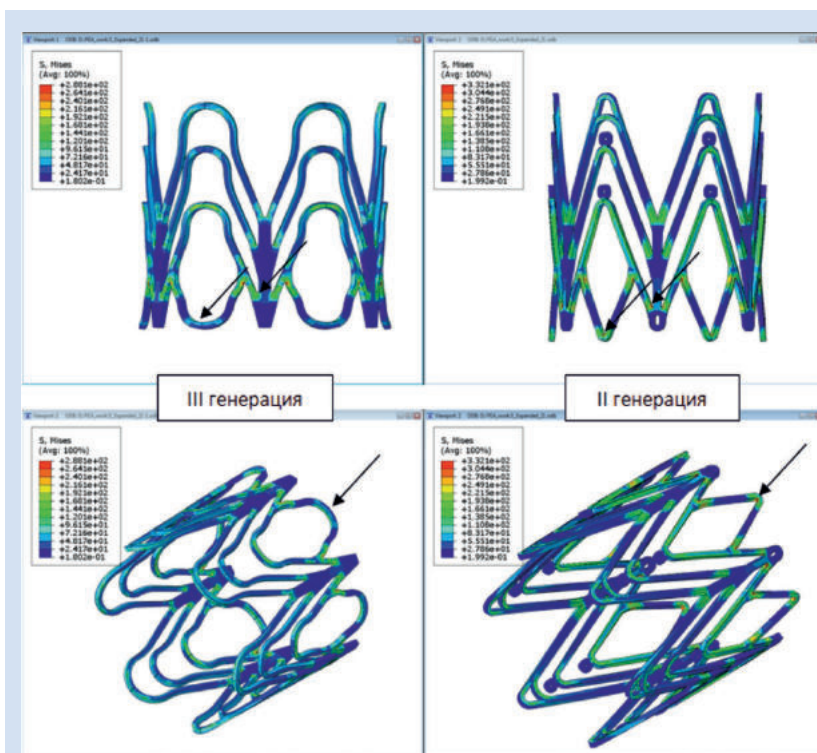 S, Mises
(Avg: 100%)
+2.881e+02
+2.641e+02
+2.401e+02
+2.161e+02
+1.921e+02
+1.681e+02
+1.441e+02
+1.201e+02
+9.615e+01
+7.216e+01
+4.817e+01
+2.417e+01
+1.802e-01
S, Mises
(Avg: 100%)
+3.321e+02
+3.044e+02
+2.768e+02
+2.491e+02
+2.215e+02
+1.938e+02
+1.661e+02
+1.385e+02
+1.108e+02
+8.317e+01
+5.551e+01
+2.786e+01
+1.992e-01
III генерация
II генерация
S, Mises
(Avg: 100%)
+2.881e+02
+2.641e+02
+2.401e+02
+2.161e+02
+1.921e+02
+1.681e+02
+1.441e+02
+1.201e+02
+9.615e+01
+7.216e+01
+4.817e+01
+2.417e+01
+1.802e-01
S, Mises
(Avg: 100%)
+3.321e+02
+3.044e+02
+2.768e+02
+2.491e+02
+2.215e+02
+1.938e+02
+1.661e+02
+1.385e+02
+1.108e+02
+8.317e+01
+5.551e+01
+2.786e+01
+1.992e-01